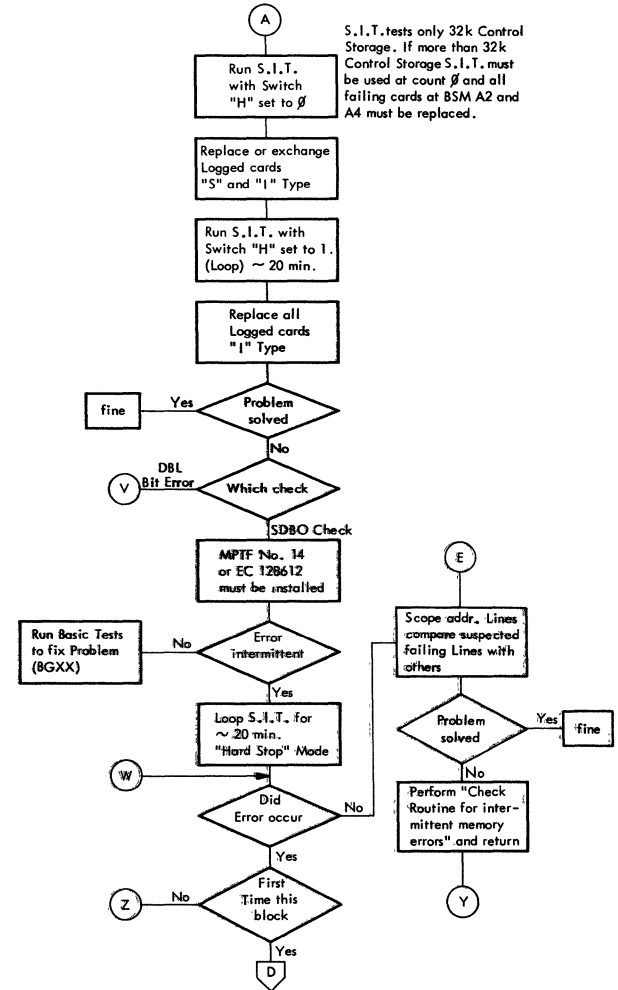 A
S.I.T. tests only 32k Control
Storage. If more than 32k
Control Storage S.I.T. must
be used at count Ø and all
failing cards at BSM A2 and
A4 must be replaced.
Run S.I.T.
with Switch
"H" set to Ø
Replace or exchange
Logged cards
"S" and "I" Type
Run S.I.T. with
Switch "H" set to 1.
(Loop) ~ 20 min.
Replace all
Logged cards
"I" Type
Problem
solved
Yes
fine
No
Which check
DBL
Bit Error
V
SDBO Check
MPTF No. 14
or EC 128612
must be installed
Error
intermittent
No
Run Basic Tests
to fix Problem
(BGXX)
Yes
Loop S.I.T. for
~ 20 min.
"Hard Stop" Mode
W
Did
Error occur
No
Yes
First
Time this
block
No
Z
Yes
D
E
Scope addr. Lines
compare suspected
failing Lines with
others
Problem
solved
Yes
fine
No
Perform "Check
Routine for inter-
mittent memory
errors" and return
Y